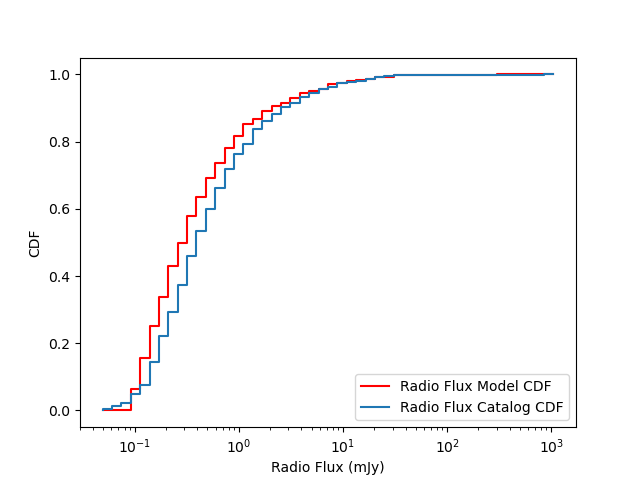 1.0
0.8
0.6
0.4
0.2
0.0
CDF
10⁻¹ 10⁰ 10¹ 10² 10³
Radio Flux (mJy)
Radio Flux Model CDF
Radio Flux Catalog CDF